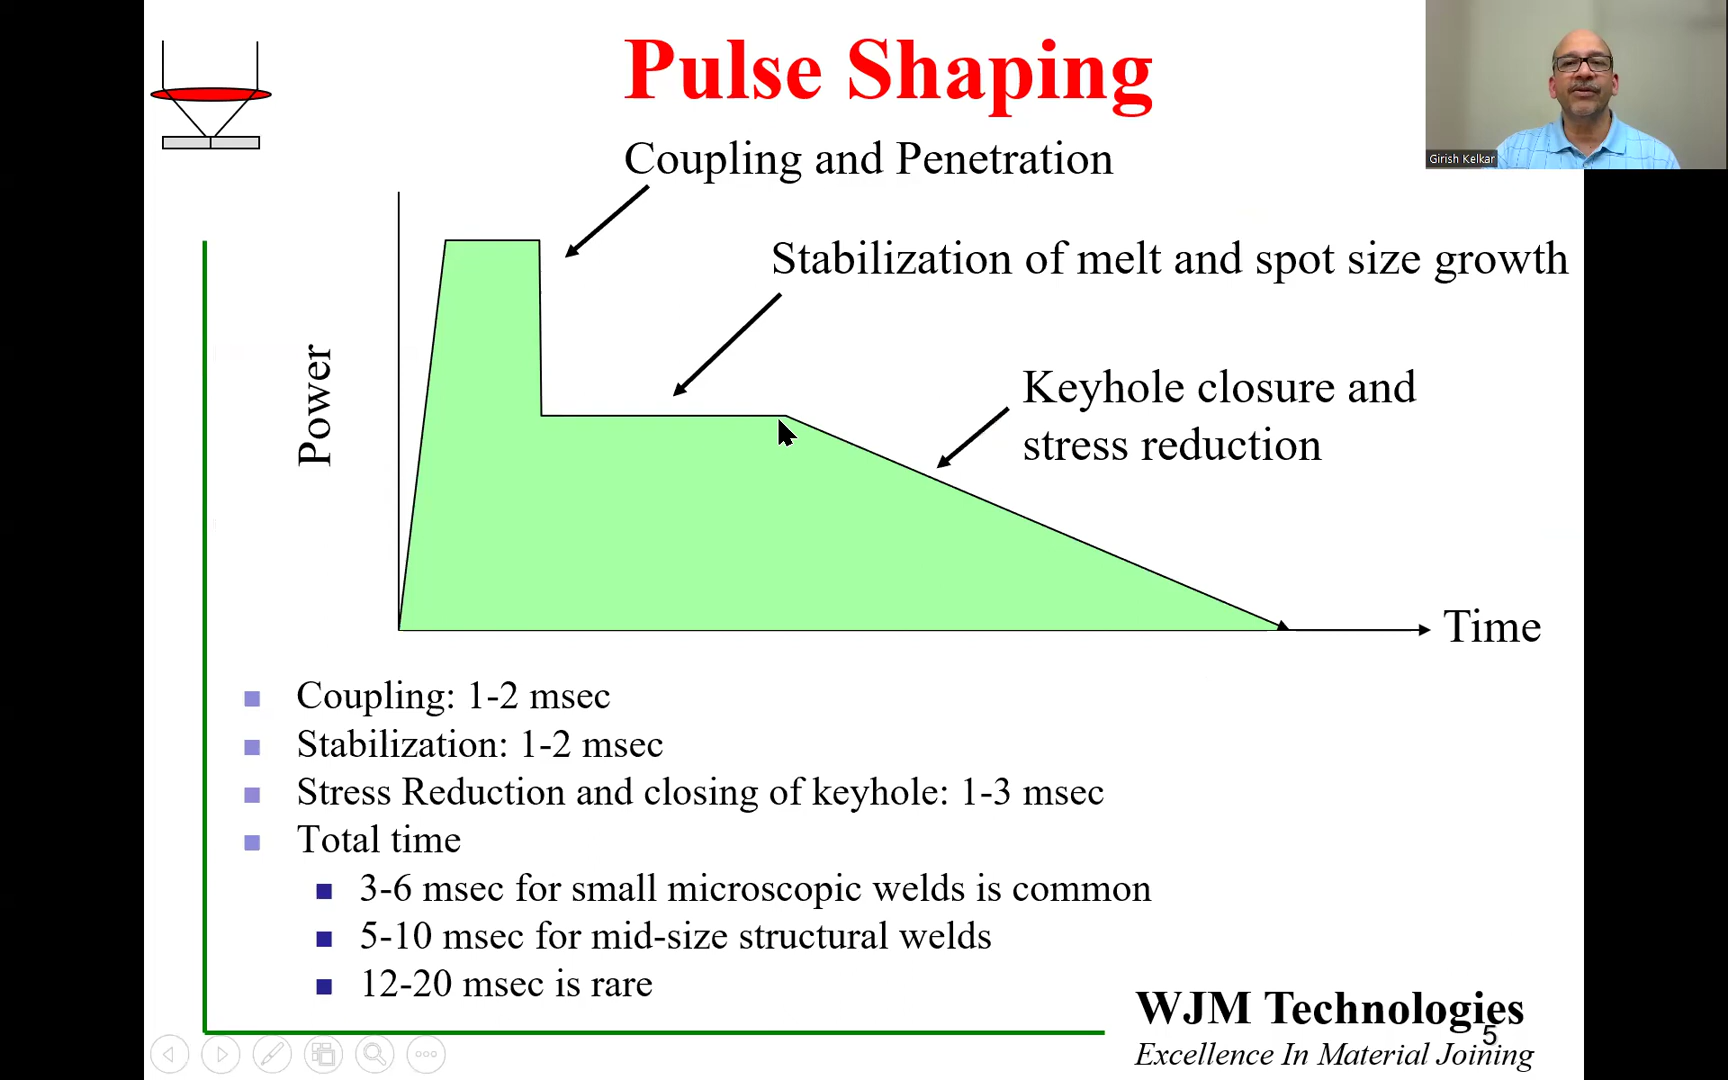 Pulse Shaping
Girish Kelkar
Coupling and Penetration
Stabilization of melt and spot size growth
Keyhole closure and
stress reduction
Power
Time
Coupling: 1-2 msec
Stabilization: 1-2 msec
Stress Reduction and closing of keyhole: 1-3 msec
Total time
3-6 msec for small microscopic welds is common
5-10 msec for mid-size structural welds
12-20 msec is rare
WJM Technologies
5
Excellence In Material Joining